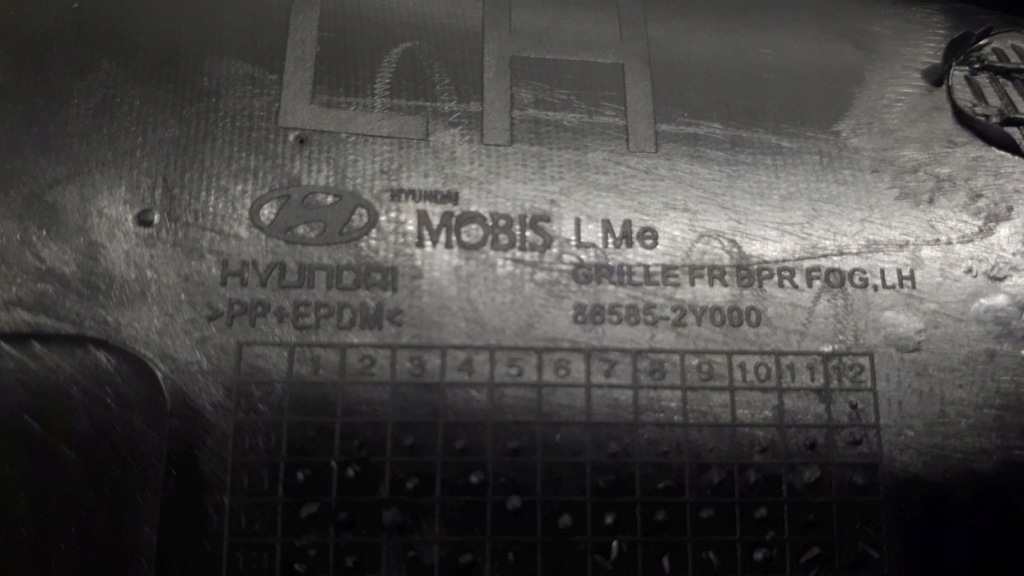 LH
HYUNDAI
MOBIS LMe
HYUNDAI GRILLE FR BPR FOG,LH
>PP+EPDM< 86585-2Y000
1 2 3 4 5 6 7 8 9 10 11 12
10